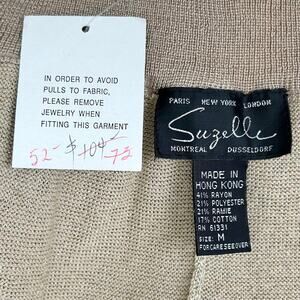 IN ORDER TO AVOID
PULLS TO FABRIC,
PLEASE REMOVE
JEWELRY WHEN
FITTING THIS GARMENT
52- $104- 73
PARIS NEW YORK LONDON
Suzelle
MONTREAL DUSSELDORF
MADE IN
HONG KONG
41% RAYON
21% POLYESTER
21% RAMIE
17% COTTON
RN 61331
SIZE: M
FOR CARE SEE OVER